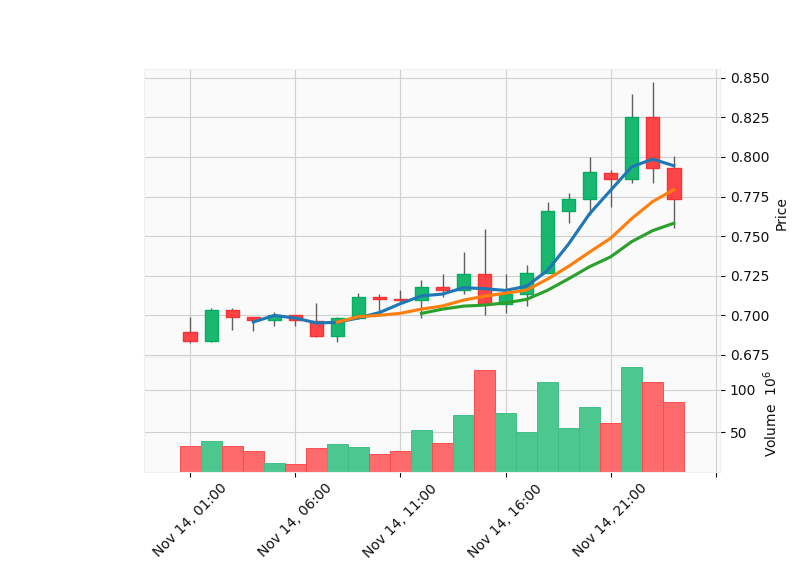 0.850
0.825
0.800
0.775
0.750
0.725
0.700
0.675
Price
100
50
Volume 10⁶
Nov 14, 01:00
Nov 14, 06:00
Nov 14, 11:00
Nov 14, 16:00
Nov 14, 21:00